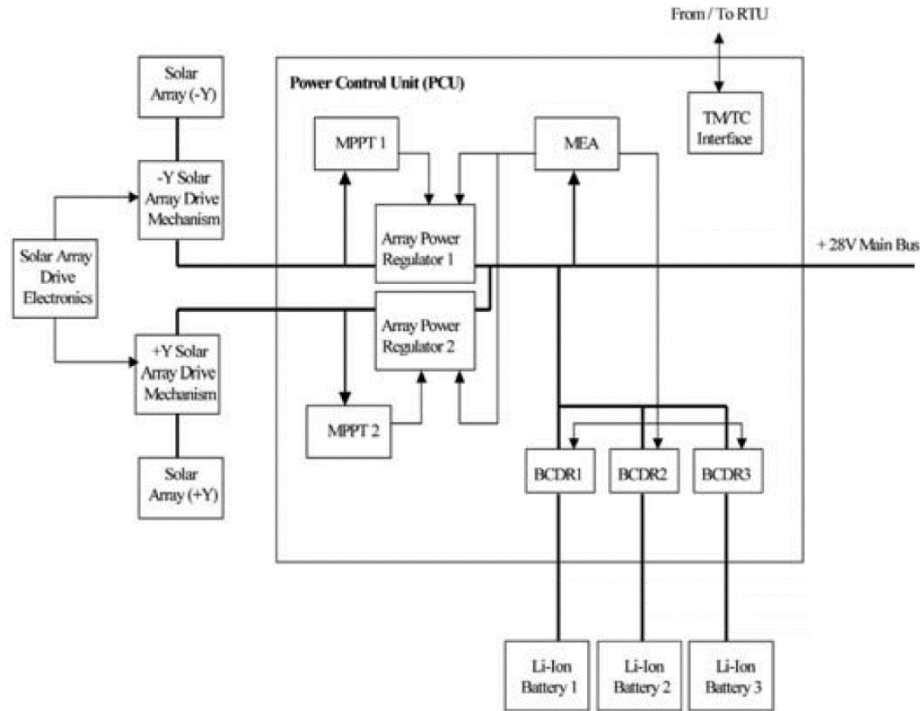 From / To RTU
Solar
Array (-Y)
Power Control Unit (PCU)
TM/TC
Interface
MPPT 1
MEA
-Y Solar
Array Drive
Mechanism
Array Power
Regulator 1
+ 28V Main Bus
Solar Array
Drive
Electronics
Array Power
Regulator 2
+Y Solar
Array Drive
Mechanism
MPPT 2
Solar
Array (+Y)
BCDR1
BCDR2
BCDR3
Li-Ion
Battery 1
Li-Ion
Battery 2
Li-Ion
Battery 3